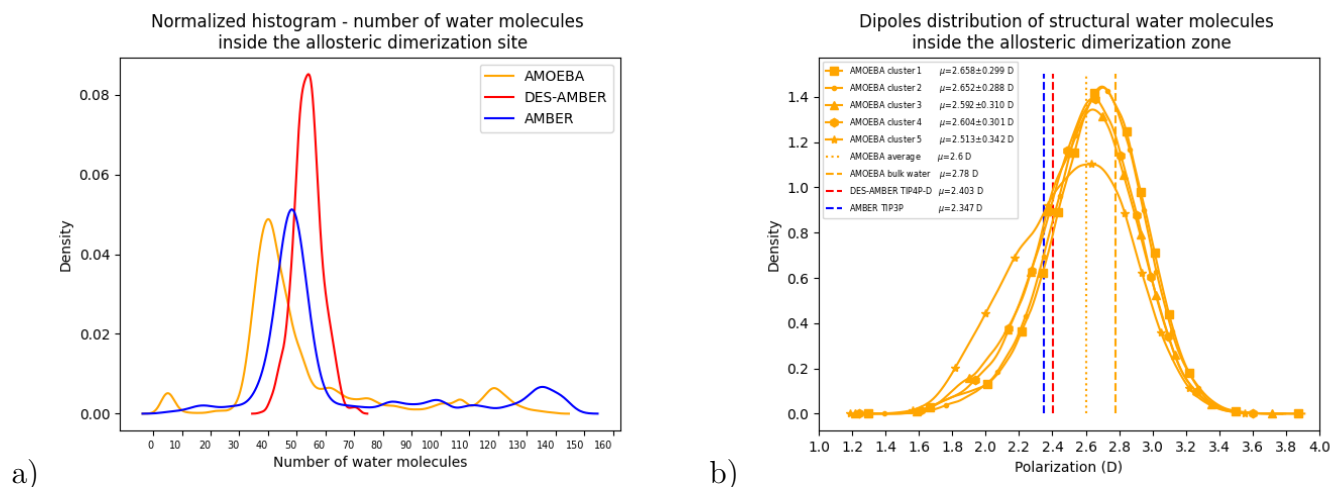 Normalized histogram - number of water molecules
inside the allosteric dimerization site
AMOEBA
DES-AMBER
AMBER
0.08
0.06
0.04
0.02
0.00
Density
0 10 20 30 40 50 60 70 80 90 100 110 120 130 140 150 160
Number of water molecules
a)
Dipoles distribution of structural water molecules
inside the allosteric dimerization zone
AMOEBA cluster 1 μ=2.658±0.299 D
AMOEBA cluster 2 μ=2.652±0.288 D
AMOEBA cluster 3 μ=2.592±0.310 D
AMOEBA cluster 4 μ=2.604±0.301 D
AMOEBA cluster 5 μ=2.513±0.342 D
AMOEBA average μ=2.6 D
AMOEBA bulk water μ=2.78 D
DES-AMBER TIP4P-D μ=2.403 D
AMBER TIP3P μ=2.347 D
1.4
1.2
1.0
0.8
0.6
0.4
0.2
0.0
Density
1.0 1.2 1.4 1.6 1.8 2.0 2.2 2.4 2.6 2.8 3.0 3.2 3.4 3.6 3.8 4.0
Polarization (D)
b)